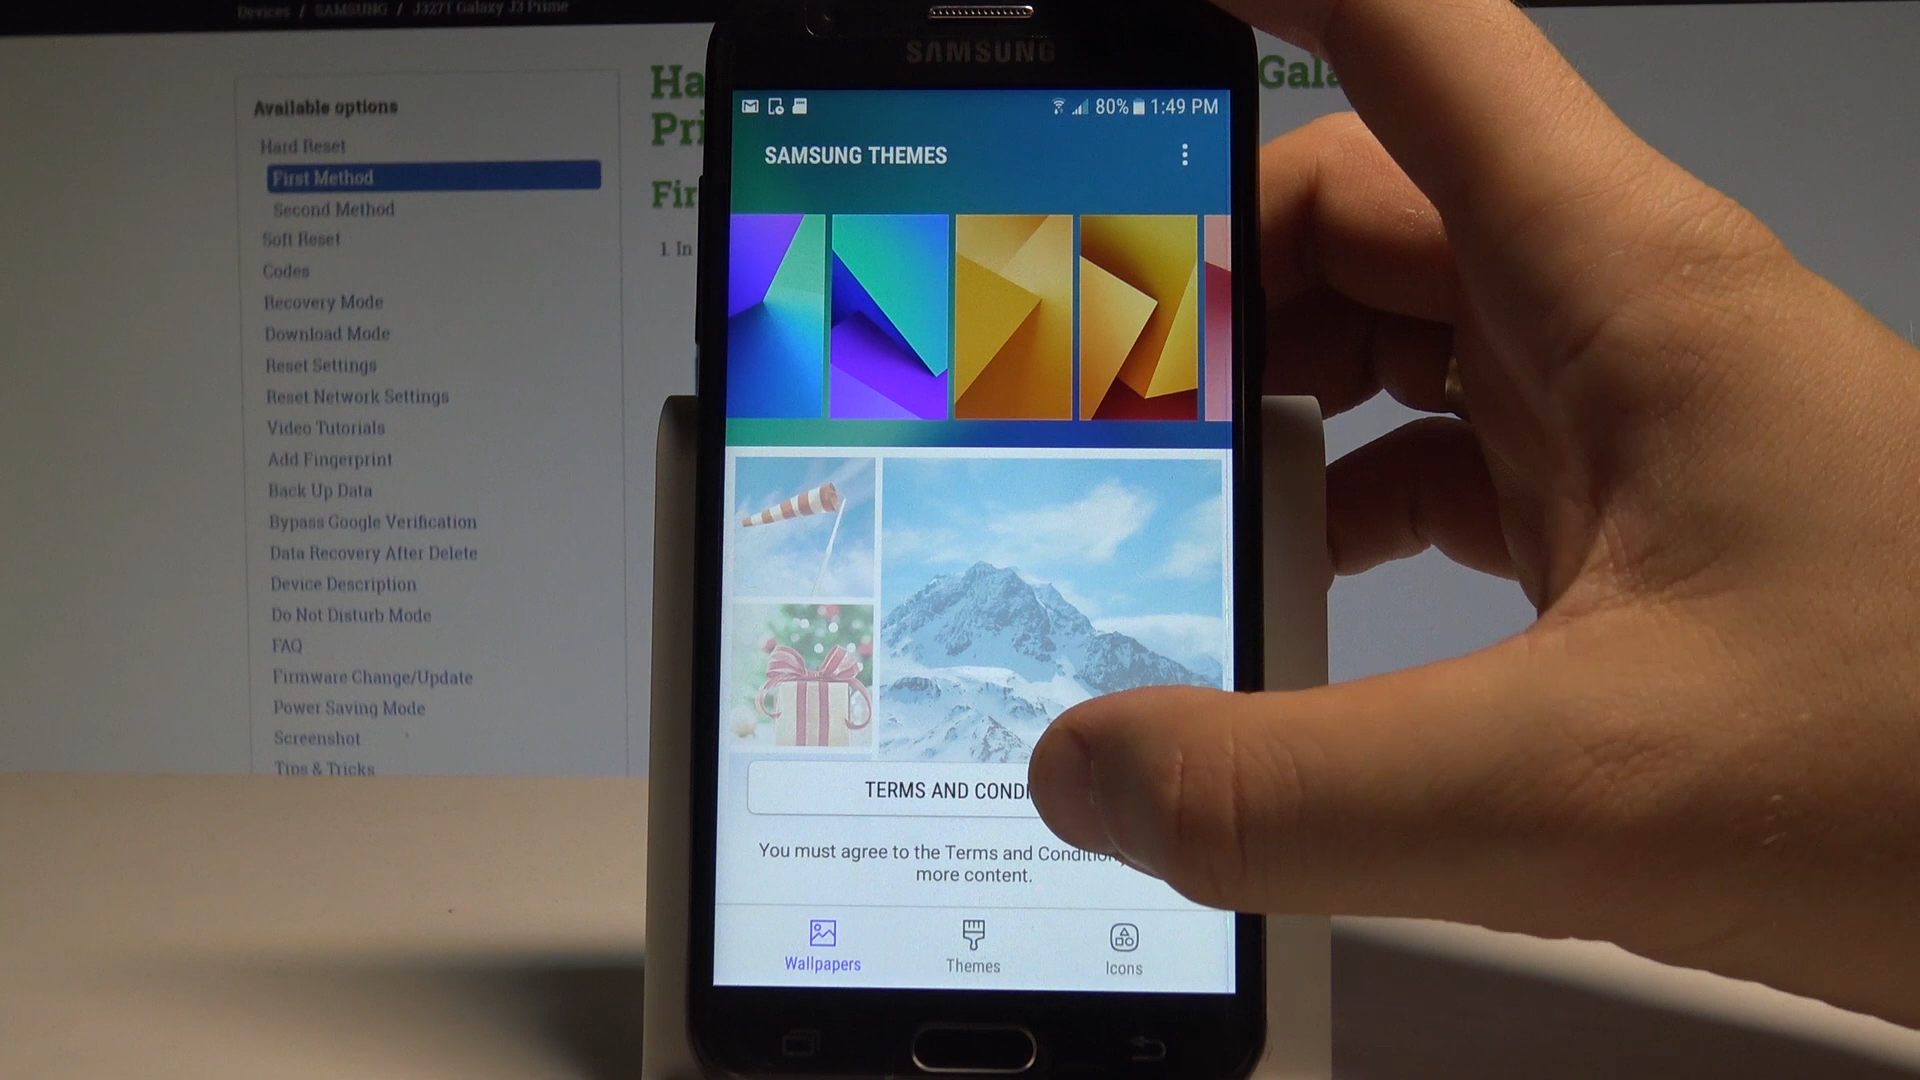 Devices / SAMSUNG / J327T Galaxy J3 Prime
Available options
Hard Reset
First Method
Second Method
Soft Reset
Codes
Recovery Mode
Download Mode
Reset Settings
Reset Network Settings
Video Tutorials
Add Fingerprint
Back Up Data
Bypass Google Verification
Data Recovery After Delete
Device Description
Do Not Disturb Mode
FAQ
Firmware Change/Update
Power Saving Mode
Screenshot
Tips & Tricks
Ha
Gala
Pri
Fir
1. In
SAMSUNG
80% 1:49 PM
SAMSUNG THEMES
TERMS AND CONDI
You must agree to the Terms and Condition
more content.
Wallpapers
Themes
Icons